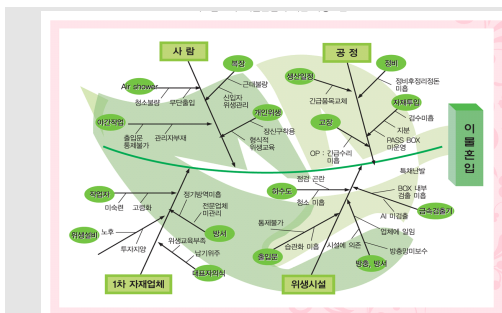 사 람
공 정
복장
정비
Air shower
근태불량
생산일정
청소불량
무단출입
신입자
위생관리
긴급품목교체
정비후정리정돈
미흡
자재투입
개인위생
검수미흡
야간작업
고장
지분
출입문
통제불가
관리자부재
장신구착용
형식적
위생교육
PASS BOX
미운영
OP : 긴급수리
미흡
이물혼입
특채난발
작업자
정기방역미흡
점검 곤란
하수도
BOX 내부
검출 미흡
미숙련
고령화
전문업체
미관리
청소 미흡
금속검출기
Al 미검출
위생설비
노후
방서
통제불가
업체에 일임
투자지양
위생교육부족
습관화 미흡
시설에 의존
출입문
방충망미보수
납기위주
대표자의식
방충, 방서
1차 자재업체
위생시설